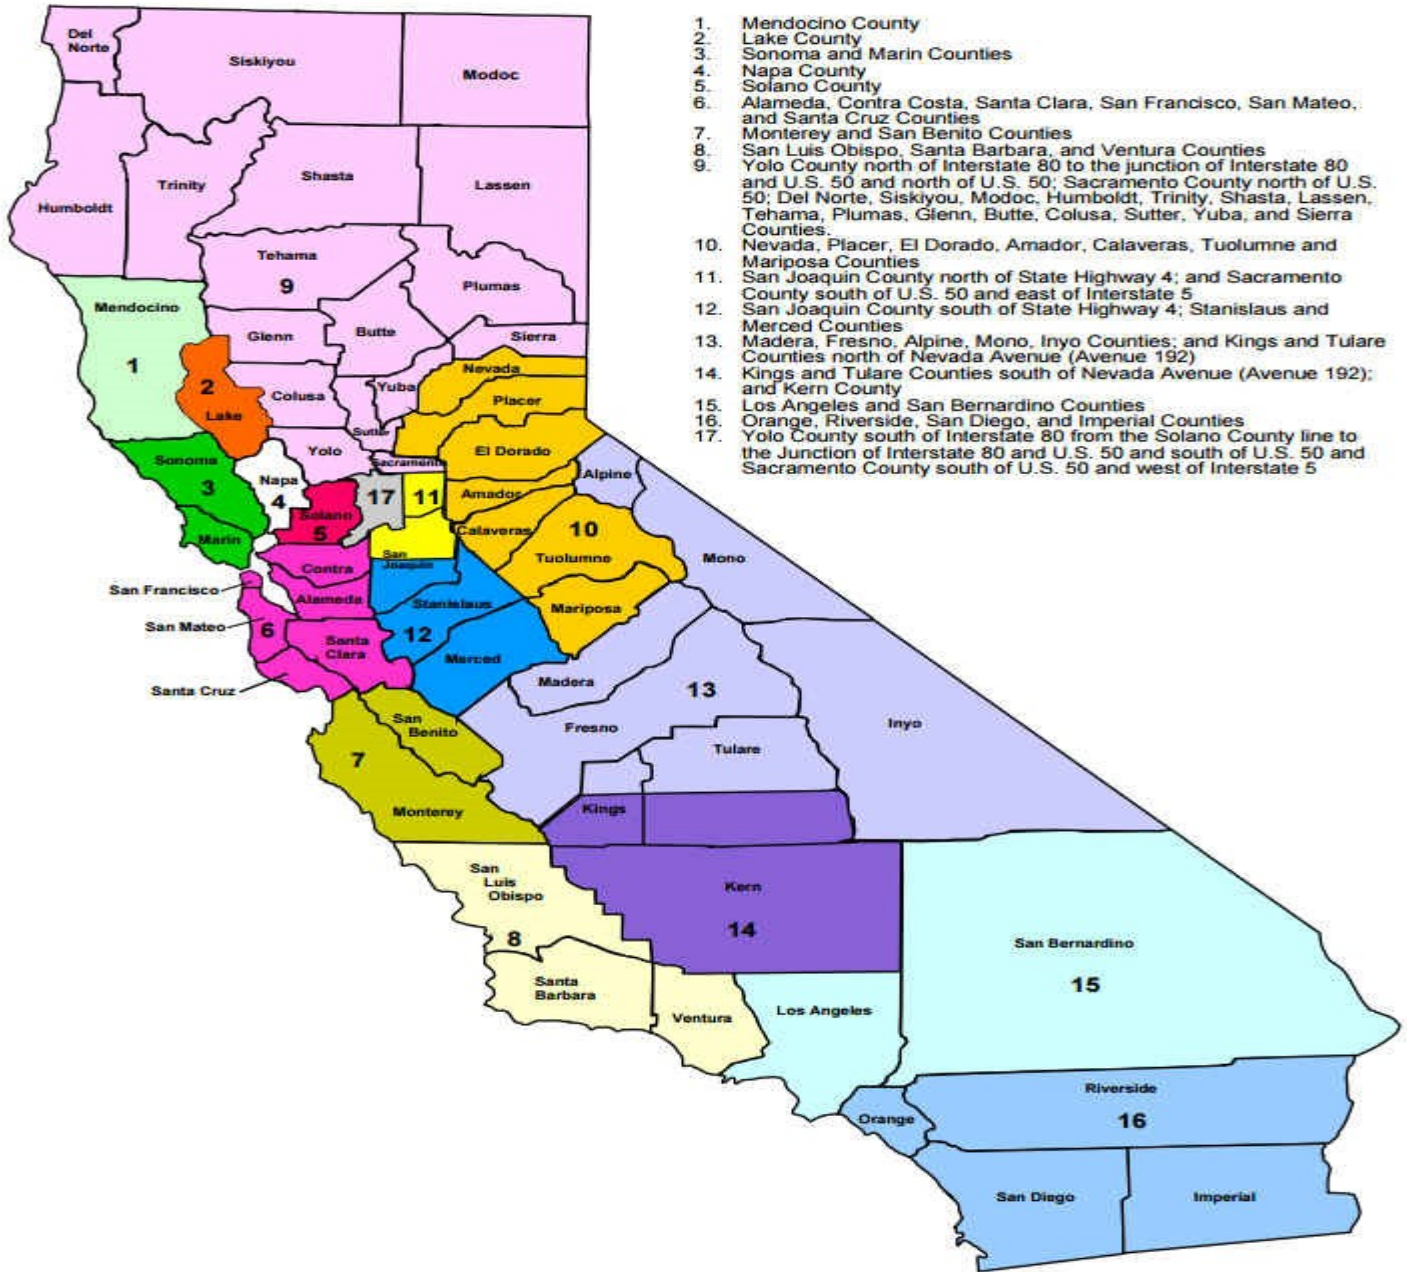 1. Mendocino County
2. Lake County
3. Sonoma and Marin Counties
4. Napa County
5. Solano County
6. Alameda, Contra Costa, Santa Clara, San Francisco, San Mateo,
and Santa Cruz Counties
7. Monterey and San Benito Counties
8. San Luis Obispo, Santa Barbara, and Ventura Counties
9. Yolo County north of Interstate 80 to the junction of Interstate 80
and U.S. 50 and north of U.S. 50; Sacramento County north of U.S.
50; Del Norte, Siskiyou, Modoc, Humboldt, Trinity, Shasta, Lassen,
Tehama, Plumas, Glenn, Butte, Colusa, Sutter, Yuba, and Sierra
Counties.
10. Nevada, Placer, El Dorado, Amador, Calaveras, Tuolumne and
Mariposa Counties
11. San Joaquin County north of State Highway 4; and Sacramento
County south of U.S. 50 and east of Interstate 5
12. San Joaquin County south of State Highway 4; Stanislaus and
Merced Counties
13. Madera, Fresno, Alpine, Mono, Inyo Counties; and Kings and Tulare
Counties north of Nevada Avenue (Avenue 192)
14. Kings and Tulare Counties south of Nevada Avenue (Avenue 192);
and Kern County
15. Los Angeles and San Bernardino Counties
16. Orange, Riverside, San Diego, and Imperial Counties
17. Yolo County south of Interstate 80 from the Solano County line to
the Junction of Interstate 80 and U.S. 50 and south of U.S. 50 and
Sacramento County south of U.S. 50 and west of Interstate 5
Del
Norte
Siskiyou
Modoc
Humboldt
Trinity
Shasta
Lassen
Tehama
9
Plumas
Mendocino
1
Glenn
Butte
Sierra
2
Lake
Colusa
Yuba
Nevada
Placer
Sutter
Sonoma
3
Yolo
Sacramento
El Dorado
Napa
4
Alpine
17
11
Amador
Solano
5
Marin
Calaveras
10
Tuolumne
San
Joaquin
Mono
Contra
San Francisco
Alameda
Stanislaus
Mariposa
San Mateo
6
12
Santa
Clara
Merced
Santa Cruz
Madera
13
San
Benito
Fresno
Inyo
7
Tulare
Monterey
Kings
San
Luis
Obispo
8
Kern
14
San Bernardino
15
Santa
Barbara
Ventura
Los Angeles
Riverside
16
Orange
San Diego
Imperial